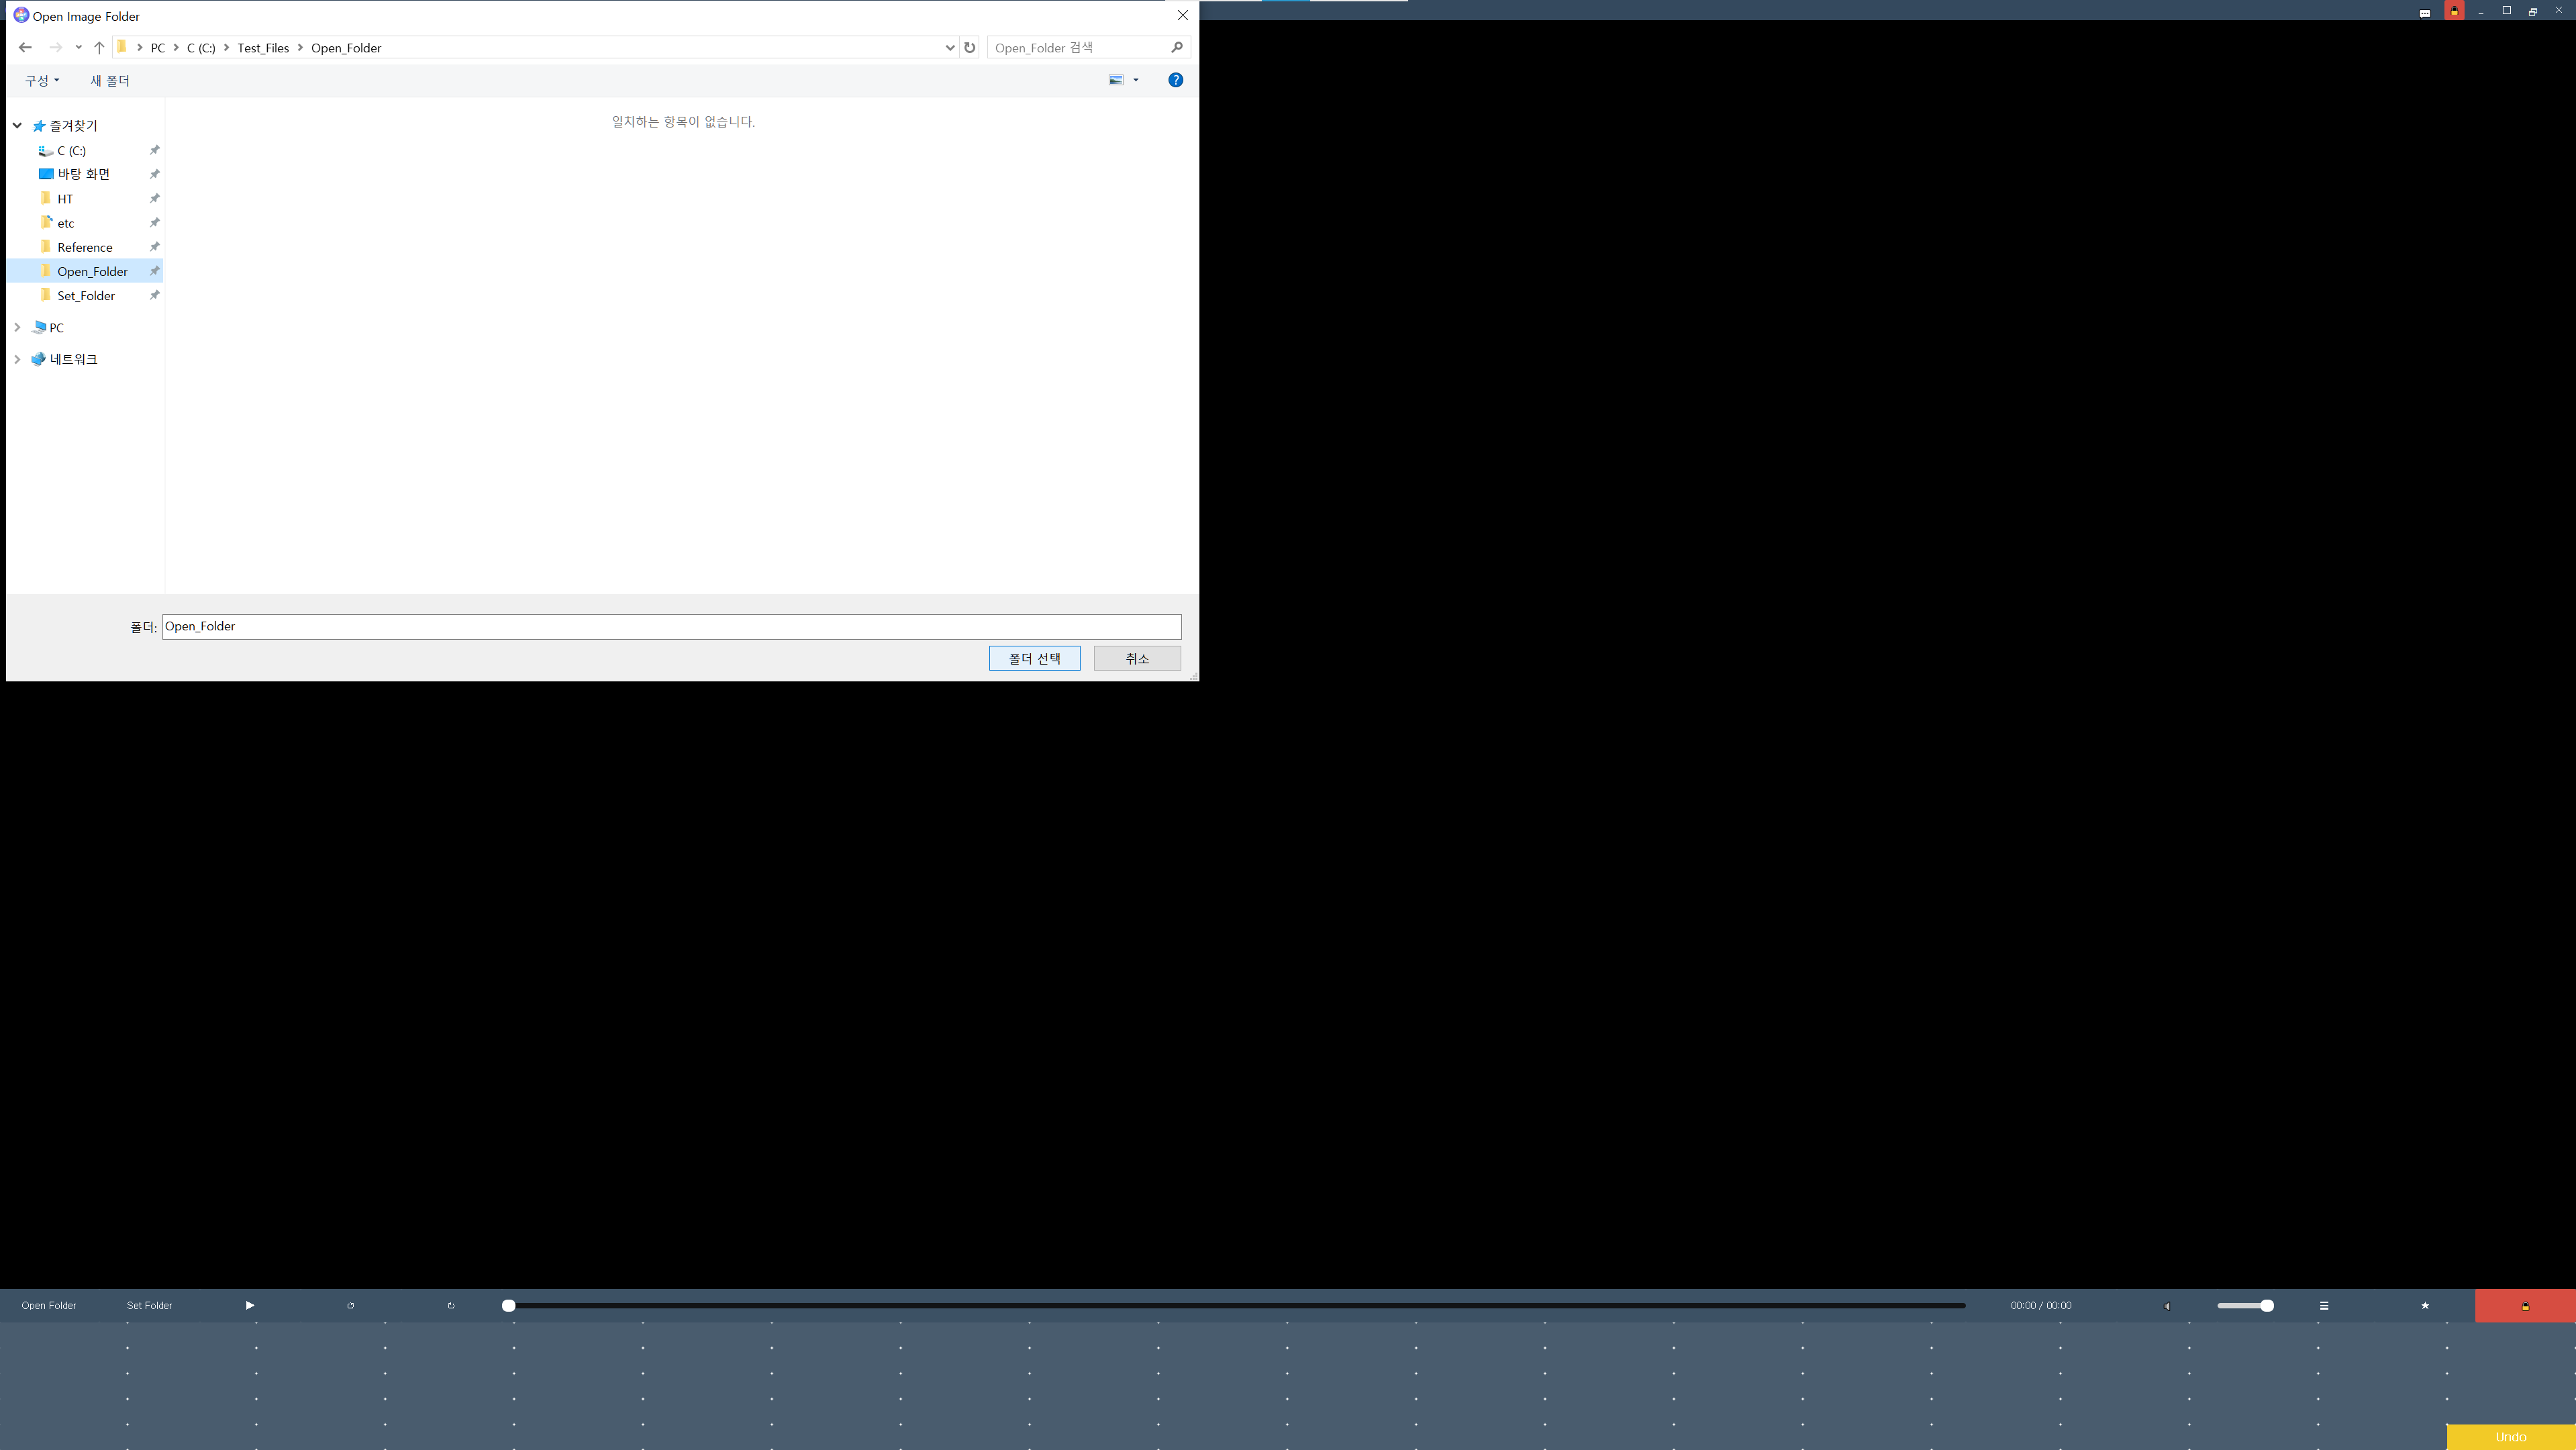 Open Image Folder
PC > C (C:) > Test_Files > Open_Folder
Open_Folder 검색
구성
새 폴더
일치하는 항목이 없습니다.
즐겨찾기
C (C:)
바탕 화면
HT
etc
Reference
Open_Folder
Set_Folder
PC
네트워크
폴더: Open_Folder
폴더 선택
취소
Open Folder
Set Folder
00:00 / 00:00
Undo